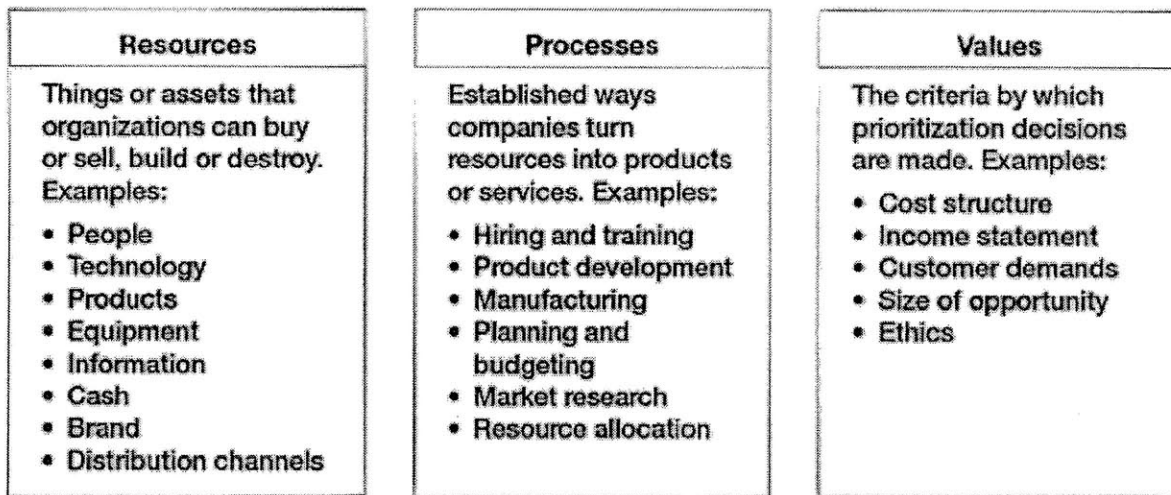 Resources
Things or assets that
organizations can buy
or sell, build or destroy.
Examples:
• People
• Technology
• Products
• Equipment
• Information
• Cash
• Brand
• Distribution channels
Processes
Established ways
companies turn
resources into products
or services. Examples:
• Hiring and training
• Product development
• Manufacturing
• Planning and
budgeting
• Market research
• Resource allocation
Values
The criteria by which
prioritization decisions
are made. Examples:
• Cost structure
• Income statement
• Customer demands
• Size of opportunity
• Ethics